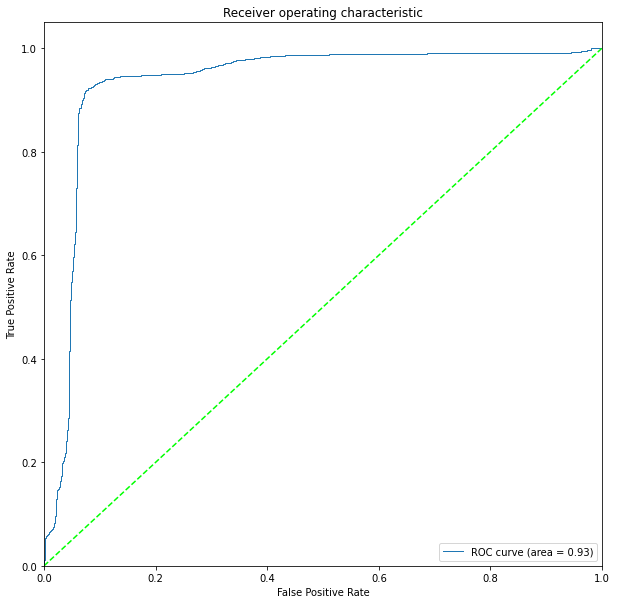 Receiver operating characteristic
1.0
0.8
0.6
0.4
0.2
0.0
True Positive Rate
0.0 0.2 0.4 0.6 0.8 1.0
False Positive Rate
ROC curve (area = 0.93)